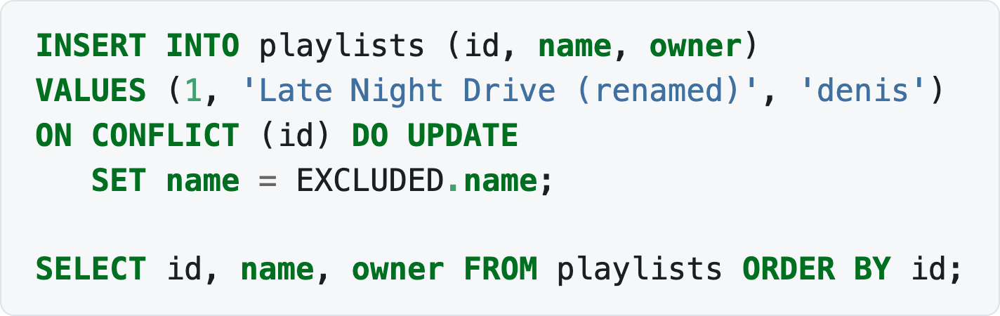 INSERT INTO playlists (id, name, owner)
VALUES (1, 'Late Night Drive (renamed)', 'denis')
ON CONFLICT (id) DO UPDATE
   SET name = EXCLUDED.name;

SELECT id, name, owner FROM playlists ORDER BY id;